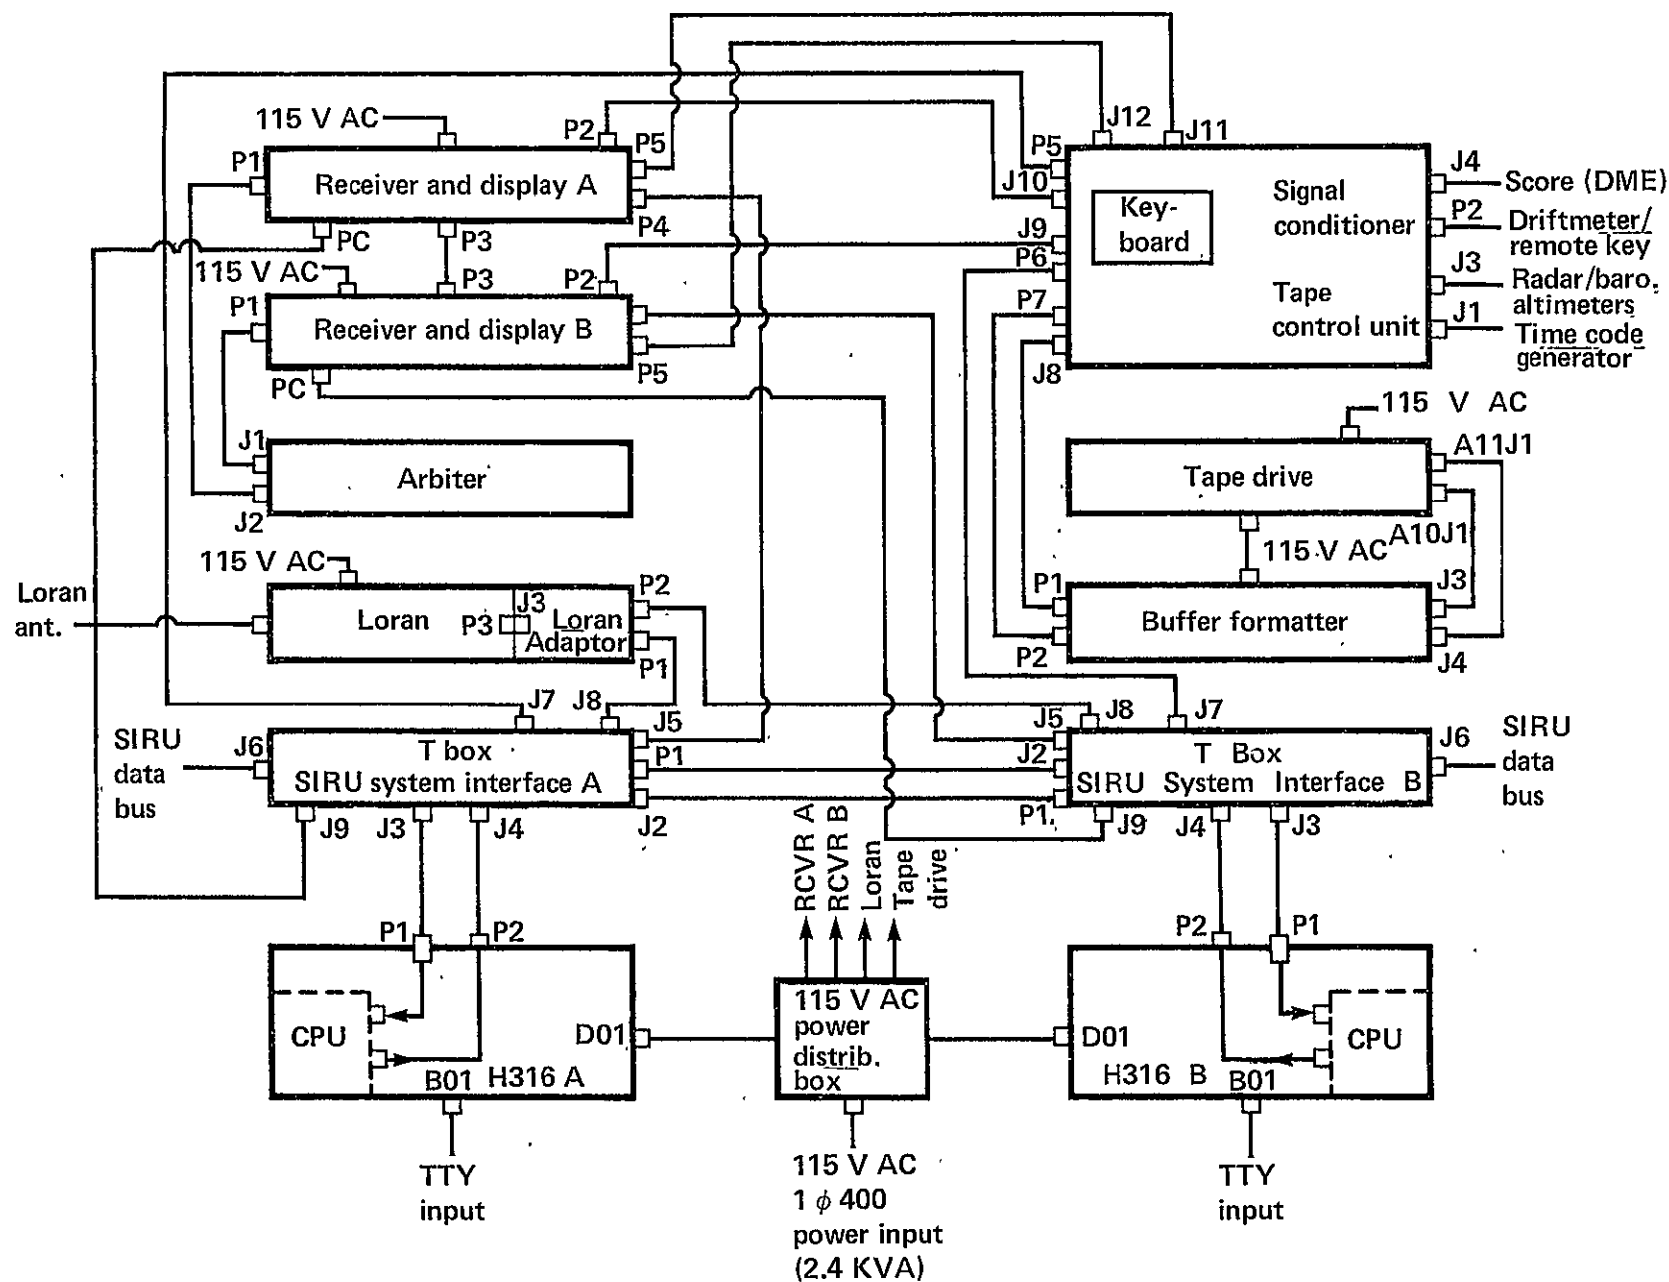 J12
J11
115 V AC
P2
P5
P5
J4
P1
Receiver and display A
J10
Key-
board
Signal
conditioner
Score (DME)
P2
P4
Driftmeter/
remote key
PC
P3
J9
115 V AC
P3
P2
P6
J3
P1
Receiver and display B
P7
Tape
control unit
Radar/baro.
altimeters
J1
Time code
generator
PC
P5
J8
115 V AC
J1
A11J1
Arbiter
Tape drive
J2
A10J1
115 V AC
115 V AC
Loran
ant.
Loran
P3
J3
Loran
Adaptor
P2
P1
P1
Buffer formatter
J3
P2
J4
J7
J8
J5
J5
J8
J7
SIRU
data
bus
J6
T box
SIRU system interface A
P1
J2
J2
P1.
T Box
SIRU System Interface B
J6
SIRU
data
bus
J9
J3
J4
J9
J4
J3
RCVR A
RCVR B
Loran
Tape
drive
P1
P2
P2
P1
CPU
D01
B01
H316 A
115 V AC
power
distrib.
box
D01
CPU
H316 B
B01
TTY
input
115 V AC
1 ϕ 400
power input
(2.4 KVA)
TTY
input